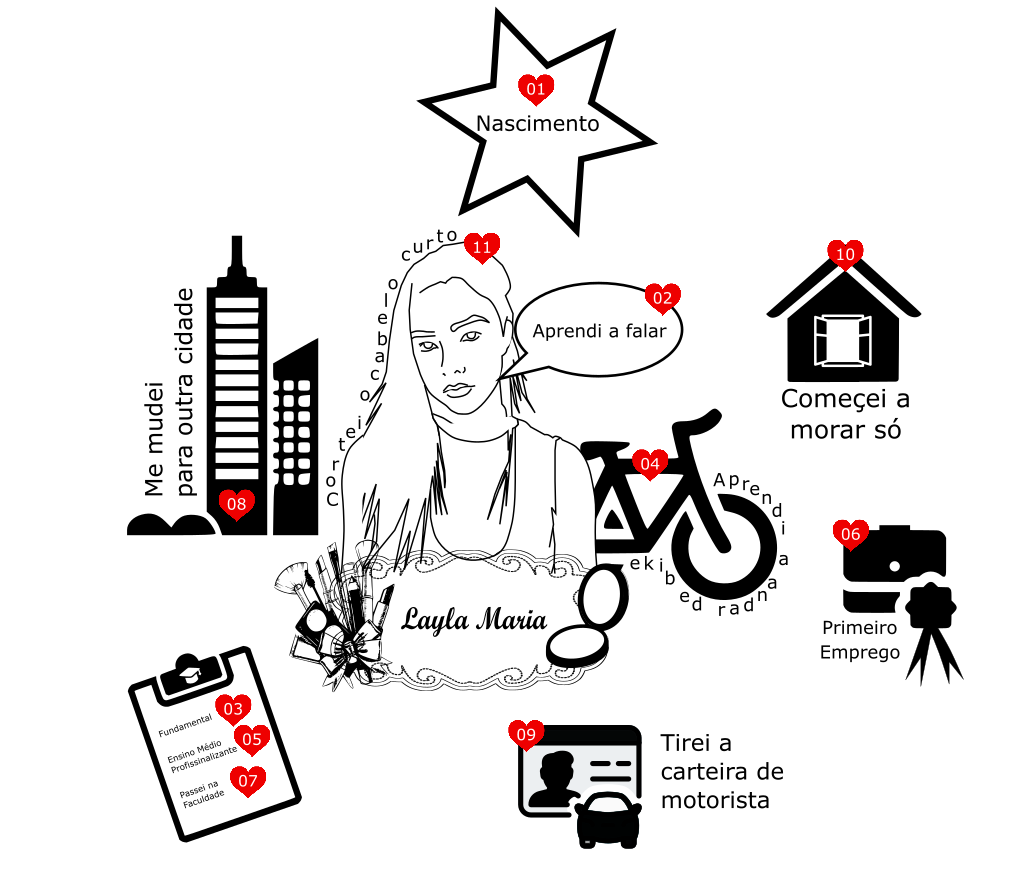 01
Nascimento
11
Cortei o cabelo curto
02
Aprendi a falar
10
Começei a
morar só
Me mudei
para outra cidade
08
04
Aprendi a andar de bike
06
Primeiro
Emprego
Layla Maria
03
Fundamental
05
Ensino Médio
Profissinalizante
07
Passei na
Faculdade
09
Tirei a
carteira de
motorista